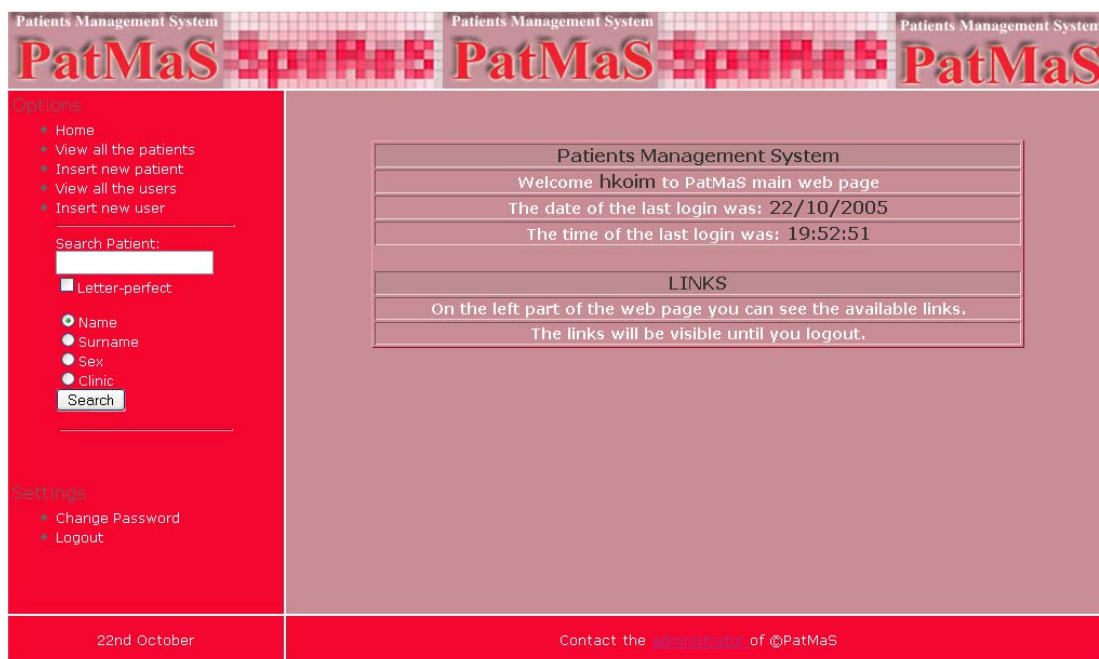 Patients Management System
PatMaS
Patients Management System
PatMaS
Patients Management System
PatMaS
Options
Home
View all the patients
Insert new patient
View all the users
Insert new user
Search Patient:
Letter-perfect
Name
Surname
Sex
Clinic
Search
Settings
Change Password
Logout
Patients Management System
Welcome hkoim to PatMaS main web page
The date of the last login was: 22/10/2005
The time of the last login was: 19:52:51
LINKS
On the left part of the web page you can see the available links.
The links will be visible until you logout.
22nd October
Contact the administrator of ©PatMaS